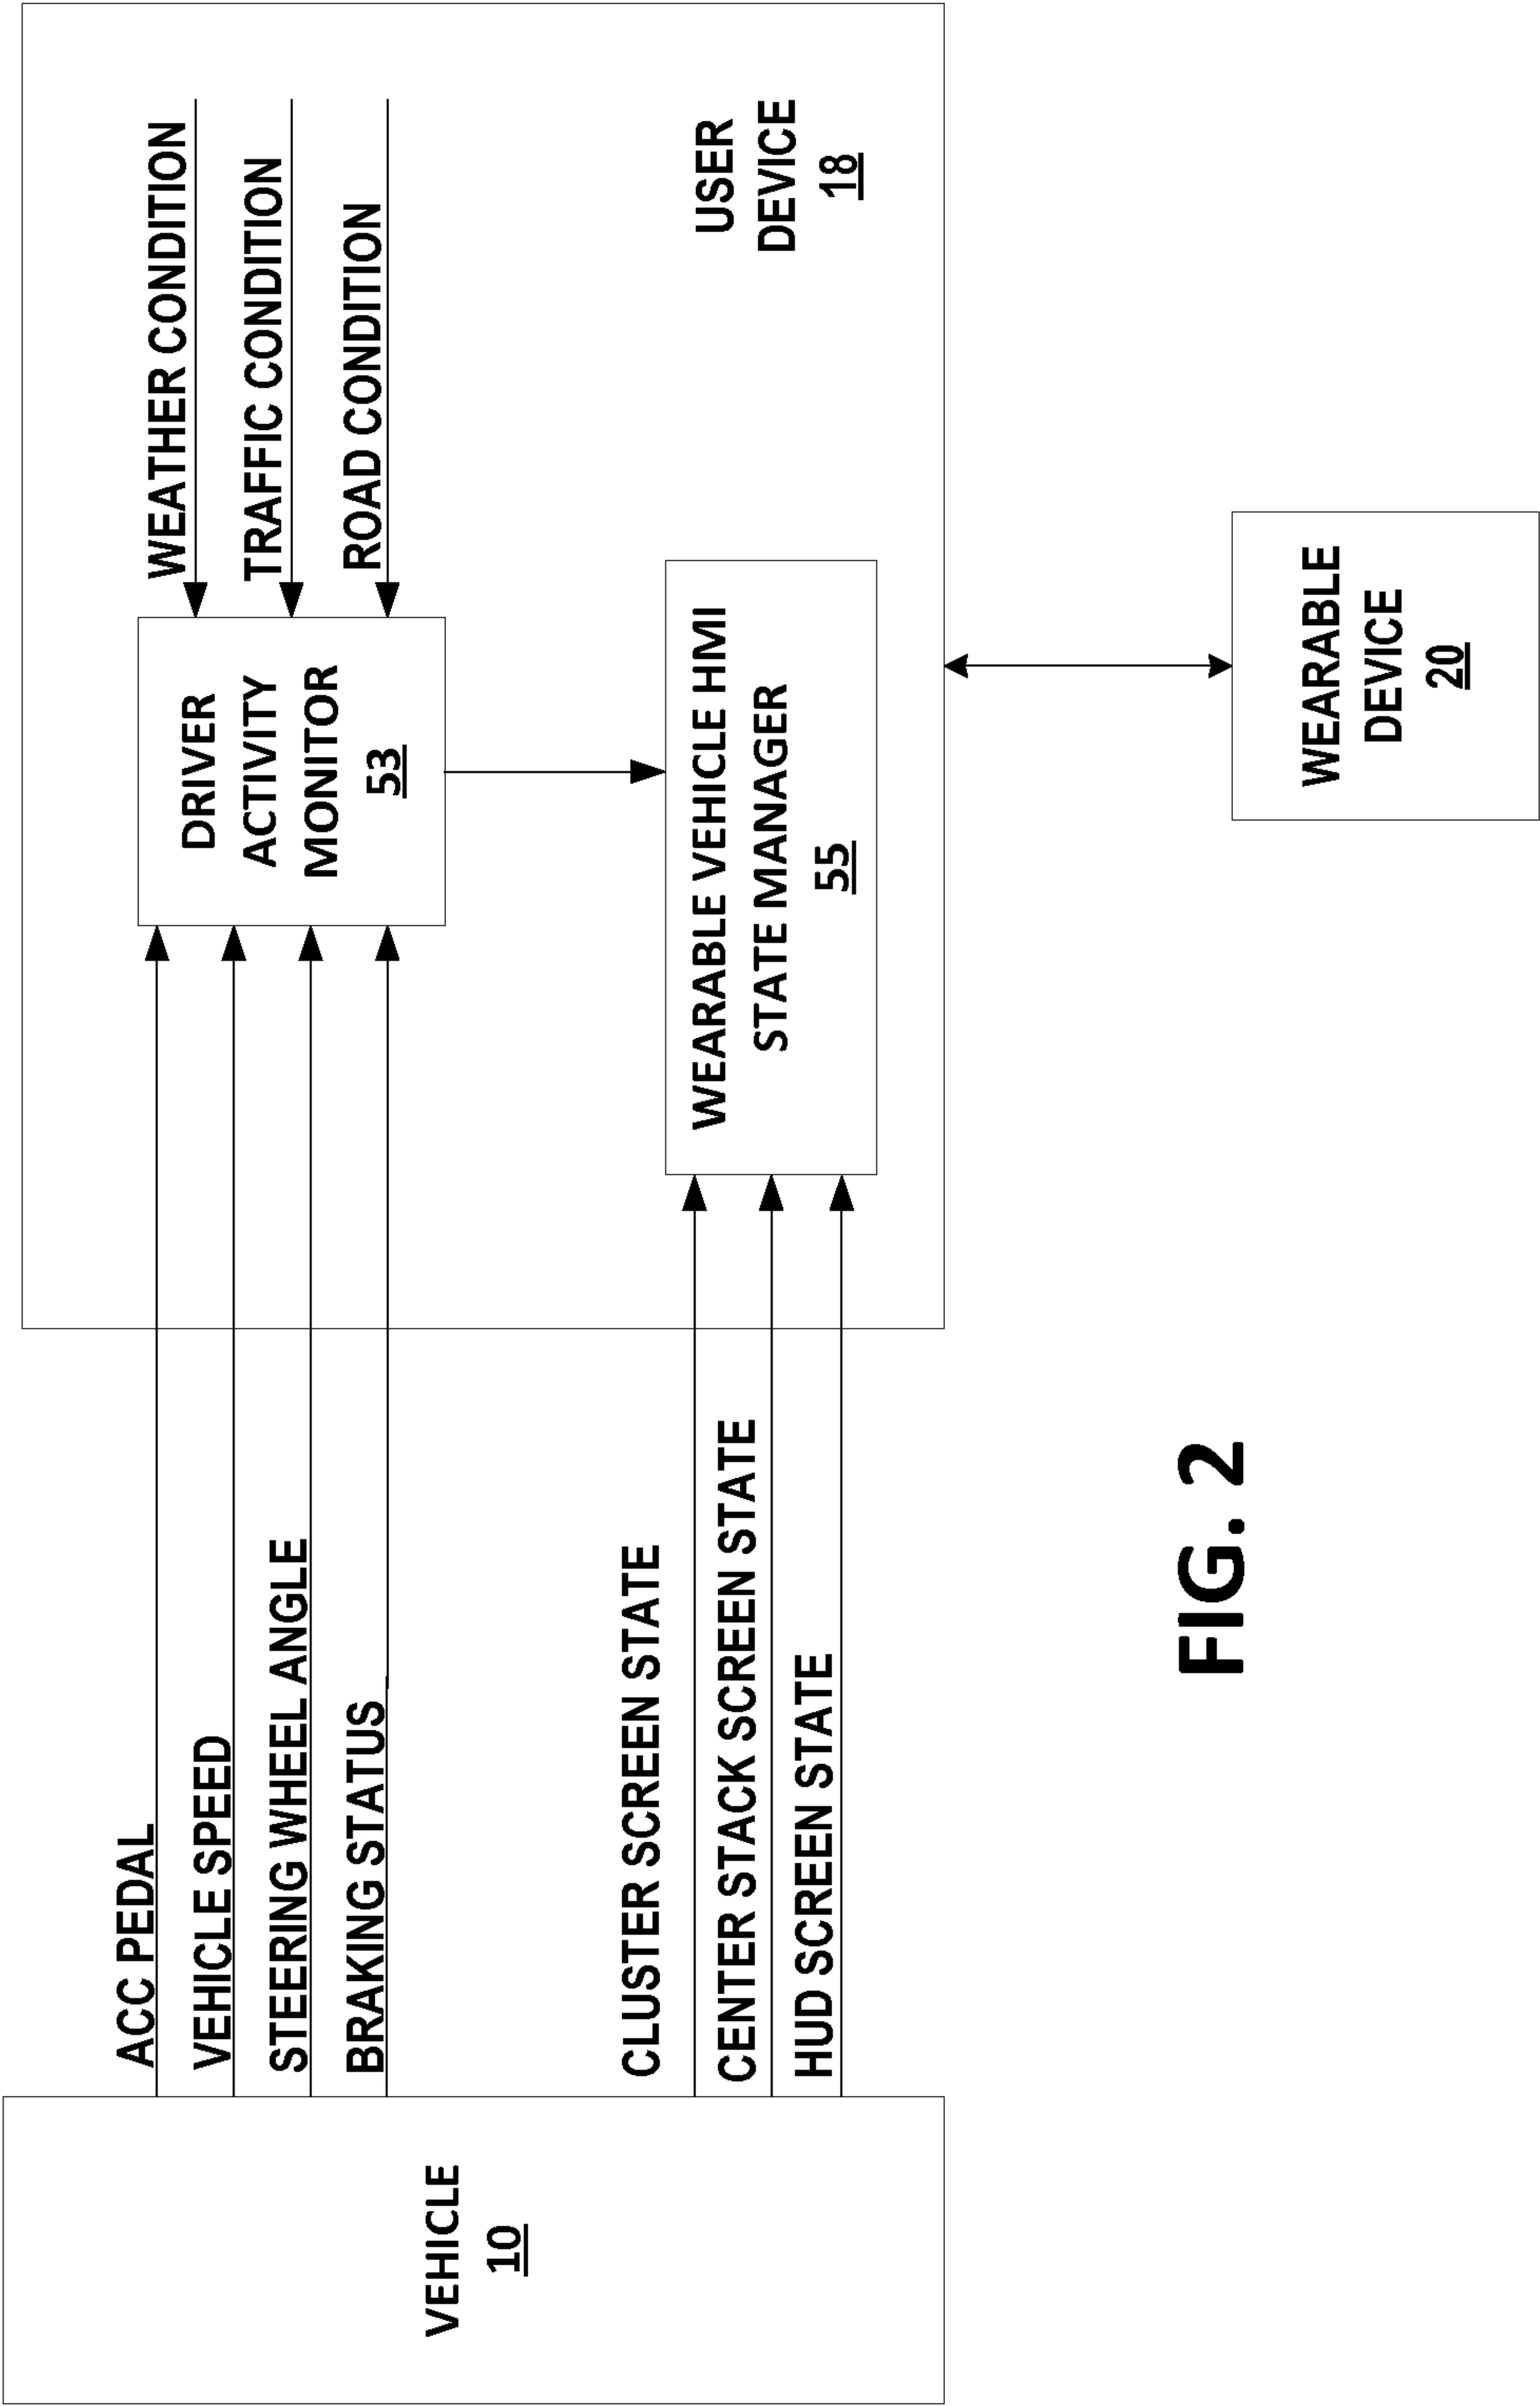 VEHICLE
10
ACC PEDAL
VEHICLE SPEED
STEERING WHEEL ANGLE
BRAKING STATUS
CLUSTER SCREEN STATE
CENTER STACK SCREEN STATE
HUD SCREEN STATE
DRIVER
ACTIVITY
MONITOR
53
WEATHER CONDITION
TRAFFIC CONDITION
ROAD CONDITION
WEARABLE VEHICLE HMI
STATE MANAGER
55
USER
DEVICE
18
WEARABLE
DEVICE
20
FIG. 2